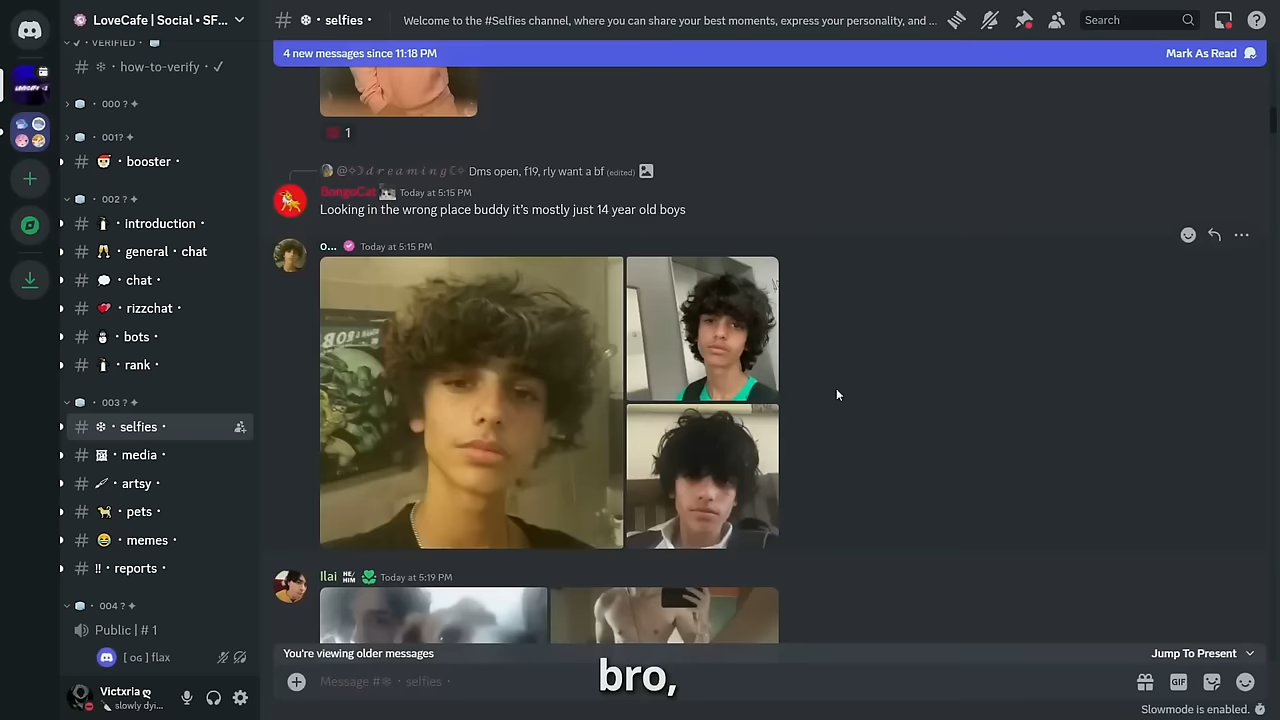 LoveCafe | Social • SF...
❄ • selfies •
Welcome to the #Selfies channel, where you can share your best moments, express your personality, and ...
Search
4 new messages since 11:18 PM
Mark As Read
VERIFIED
how-to-verify
000 ?
001?
booster •
002 ?
introduction •
general • chat
chat •
rizzchat •
bots •
rank •
003 ?
selfies •
media •
artsy •
pets •
memes •
reports •
004 ?
Public | # 1
[ og ] flax
Victxria
slowly dyi...
1
@✧☽ d r e a m i n g ☾✧ Dms open, f19, rly want a bf (edited)
BongoCat Today at 5:15 PM
Looking in the wrong place buddy it's mostly just 14 year old boys
o... Today at 5:15 PM
Ilai HE/HIM Today at 5:19 PM
You're viewing older messages
Jump To Present
Message #❄ • selfies •
GIF
Slowmode is enabled.
bro,